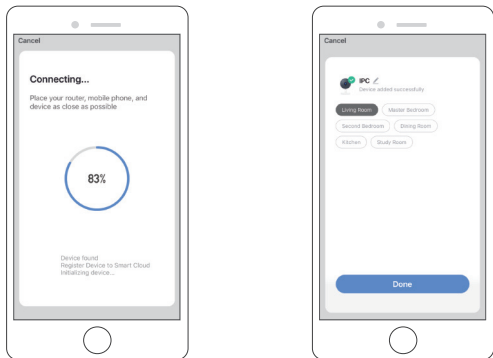 Cancel
Connecting...
Place your router, mobile phone, and
device as close as possible
83%
Device found
Register Device to Smart Cloud
Initializing device...
Cancel
IPC
Device added successfully
Living Room Master Bedroom
Second Bedroom Dining Room
Kitchen Study Room
Done